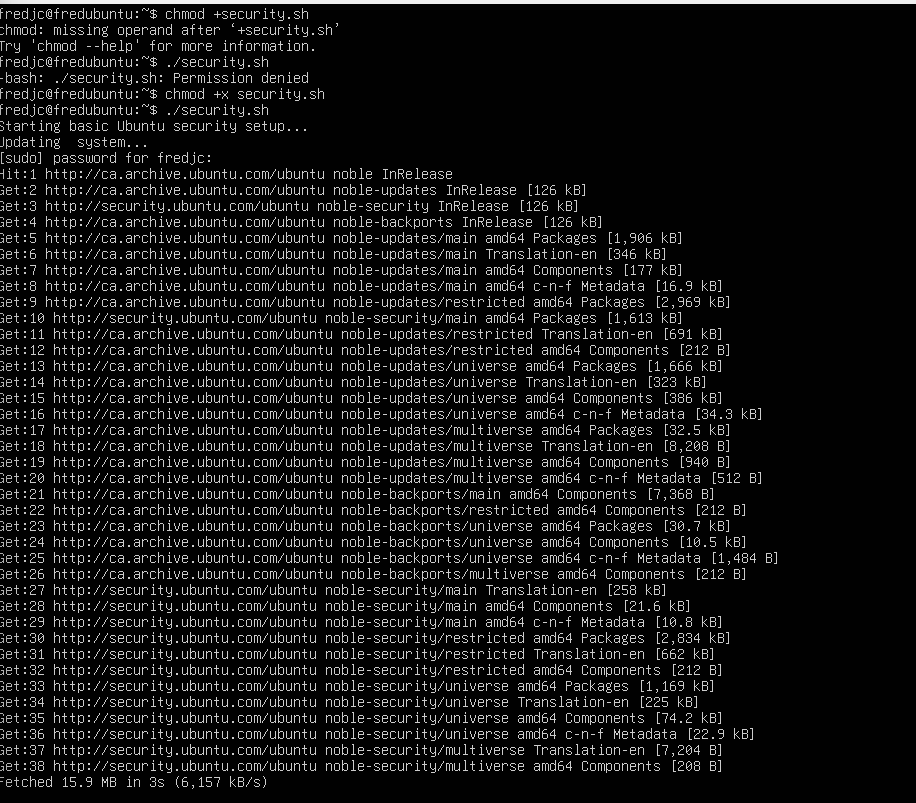 fredjc@fredubuntu:~$ chmod +security.sh
chmod: missing operand after ‘+security.sh’
Try 'chmod --help' for more information.
fredjc@fredubuntu:~$ ./security.sh
-bash: ./security.sh: Permission denied
fredjc@fredubuntu:~$ chmod +x security.sh
fredjc@fredubuntu:~$ ./security.sh
Starting basic Ubuntu security setup...
Updating  system...
[sudo] password for fredjc:
Hit:1 http://ca.archive.ubuntu.com/ubuntu noble InRelease
Get:2 http://ca.archive.ubuntu.com/ubuntu noble-updates InRelease [126 kB]
Get:3 http://security.ubuntu.com/ubuntu noble-security InRelease [126 kB]
Get:4 http://ca.archive.ubuntu.com/ubuntu noble-backports InRelease [126 kB]
Get:5 http://ca.archive.ubuntu.com/ubuntu noble-updates/main amd64 Packages [1,906 kB]
Get:6 http://ca.archive.ubuntu.com/ubuntu noble-updates/main Translation-en [346 kB]
Get:7 http://ca.archive.ubuntu.com/ubuntu noble-updates/main amd64 Components [177 kB]
Get:8 http://ca.archive.ubuntu.com/ubuntu noble-updates/main amd64 c-n-f Metadata [16.9 kB]
Get:9 http://ca.archive.ubuntu.com/ubuntu noble-updates/restricted amd64 Packages [2,969 kB]
Get:10 http://security.ubuntu.com/ubuntu noble-security/main amd64 Packages [1,613 kB]
Get:11 http://ca.archive.ubuntu.com/ubuntu noble-updates/restricted Translation-en [691 kB]
Get:12 http://ca.archive.ubuntu.com/ubuntu noble-updates/restricted amd64 Components [212 B]
Get:13 http://ca.archive.ubuntu.com/ubuntu noble-updates/universe amd64 Packages [1,666 kB]
Get:14 http://ca.archive.ubuntu.com/ubuntu noble-updates/universe Translation-en [323 kB]
Get:15 http://ca.archive.ubuntu.com/ubuntu noble-updates/universe amd64 Components [386 kB]
Get:16 http://ca.archive.ubuntu.com/ubuntu noble-updates/universe amd64 c-n-f Metadata [34.3 kB]
Get:17 http://ca.archive.ubuntu.com/ubuntu noble-updates/multiverse amd64 Packages [32.5 kB]
Get:18 http://ca.archive.ubuntu.com/ubuntu noble-updates/multiverse Translation-en [8,208 B]
Get:19 http://ca.archive.ubuntu.com/ubuntu noble-updates/multiverse amd64 Components [940 B]
Get:20 http://ca.archive.ubuntu.com/ubuntu noble-updates/multiverse amd64 c-n-f Metadata [512 B]
Get:21 http://ca.archive.ubuntu.com/ubuntu noble-backports/main amd64 Components [7,368 B]
Get:22 http://ca.archive.ubuntu.com/ubuntu noble-backports/restricted amd64 Components [212 B]
Get:23 http://ca.archive.ubuntu.com/ubuntu noble-backports/universe amd64 Packages [30.7 kB]
Get:24 http://ca.archive.ubuntu.com/ubuntu noble-backports/universe amd64 Components [10.5 kB]
Get:25 http://ca.archive.ubuntu.com/ubuntu noble-backports/universe amd64 c-n-f Metadata [1,484 B]
Get:26 http://ca.archive.ubuntu.com/ubuntu noble-backports/multiverse amd64 Components [212 B]
Get:27 http://security.ubuntu.com/ubuntu noble-security/main Translation-en [258 kB]
Get:28 http://security.ubuntu.com/ubuntu noble-security/main amd64 Components [21.6 kB]
Get:29 http://security.ubuntu.com/ubuntu noble-security/main amd64 c-n-f Metadata [10.8 kB]
Get:30 http://security.ubuntu.com/ubuntu noble-security/restricted amd64 Packages [2,834 kB]
Get:31 http://security.ubuntu.com/ubuntu noble-security/restricted Translation-en [662 kB]
Get:32 http://security.ubuntu.com/ubuntu noble-security/restricted amd64 Components [212 B]
Get:33 http://security.ubuntu.com/ubuntu noble-security/universe amd64 Packages [1,169 kB]
Get:34 http://security.ubuntu.com/ubuntu noble-security/universe Translation-en [225 kB]
Get:35 http://security.ubuntu.com/ubuntu noble-security/universe amd64 Components [74.2 kB]
Get:36 http://security.ubuntu.com/ubuntu noble-security/universe amd64 c-n-f Metadata [22.9 kB]
Get:37 http://security.ubuntu.com/ubuntu noble-security/multiverse Translation-en [7,204 B]
Get:38 http://security.ubuntu.com/ubuntu noble-security/multiverse amd64 Components [208 B]
Fetched 15.9 MB in 3s (6,157 kB/s)